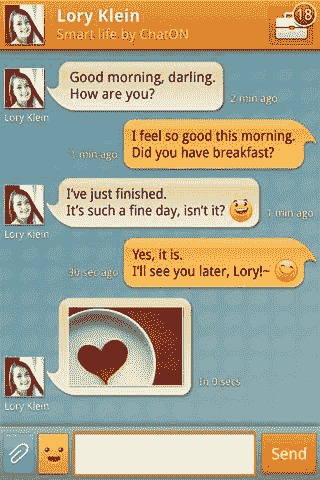 Lory Klein
Smart life by ChatON
18
Good morning, darling.
How are you?
2 min ago
Lory Klein
I feel so good this morning.
Did you have breakfast?
1 min ago
I've just finished.
It's such a fine day, isn't it?
1 min ago
Lory Klein
Yes, it is.
I'll see you later, Lory!~
30 sec ago
In 0 secs
Lory Klein
Send